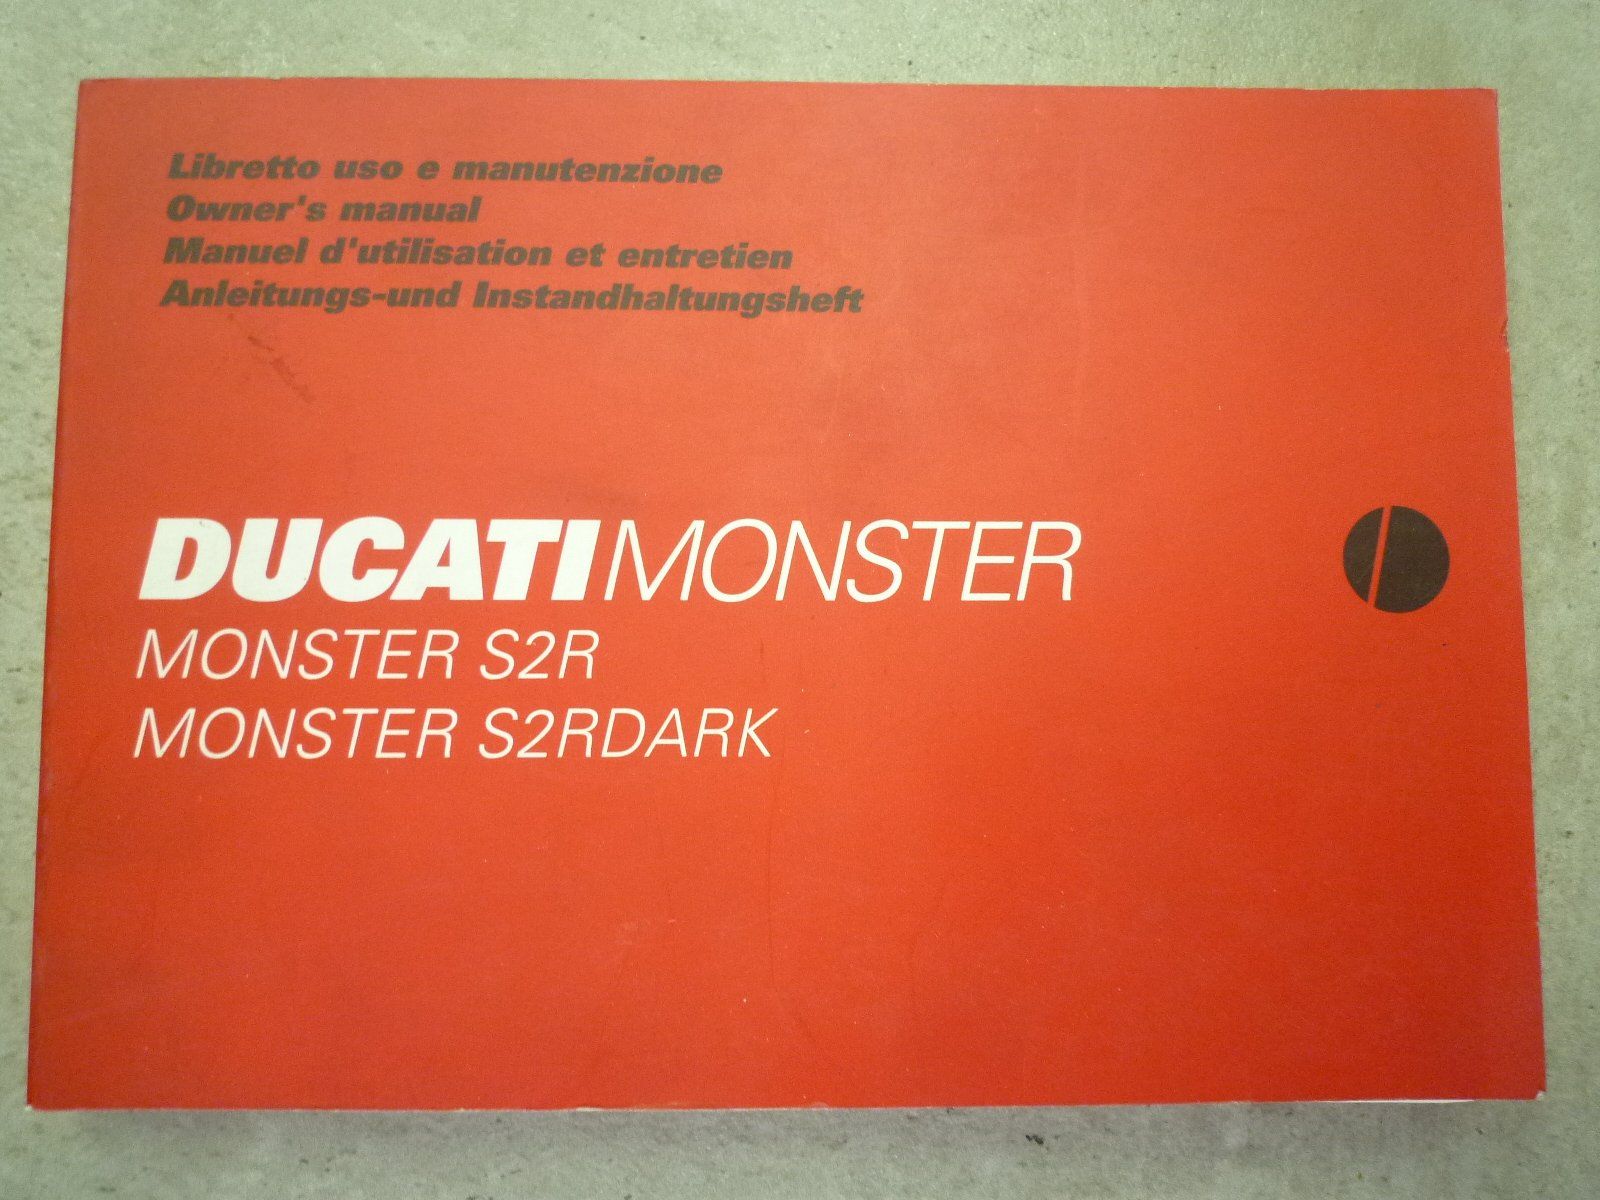 Libretto uso e manutenzione
Owner's manual
Manuel d'utilisation et entretien
Anleitungs-und Instandhaltungsheft
DUCATIMONSTER
MONSTER S2R
MONSTER S2RDARK